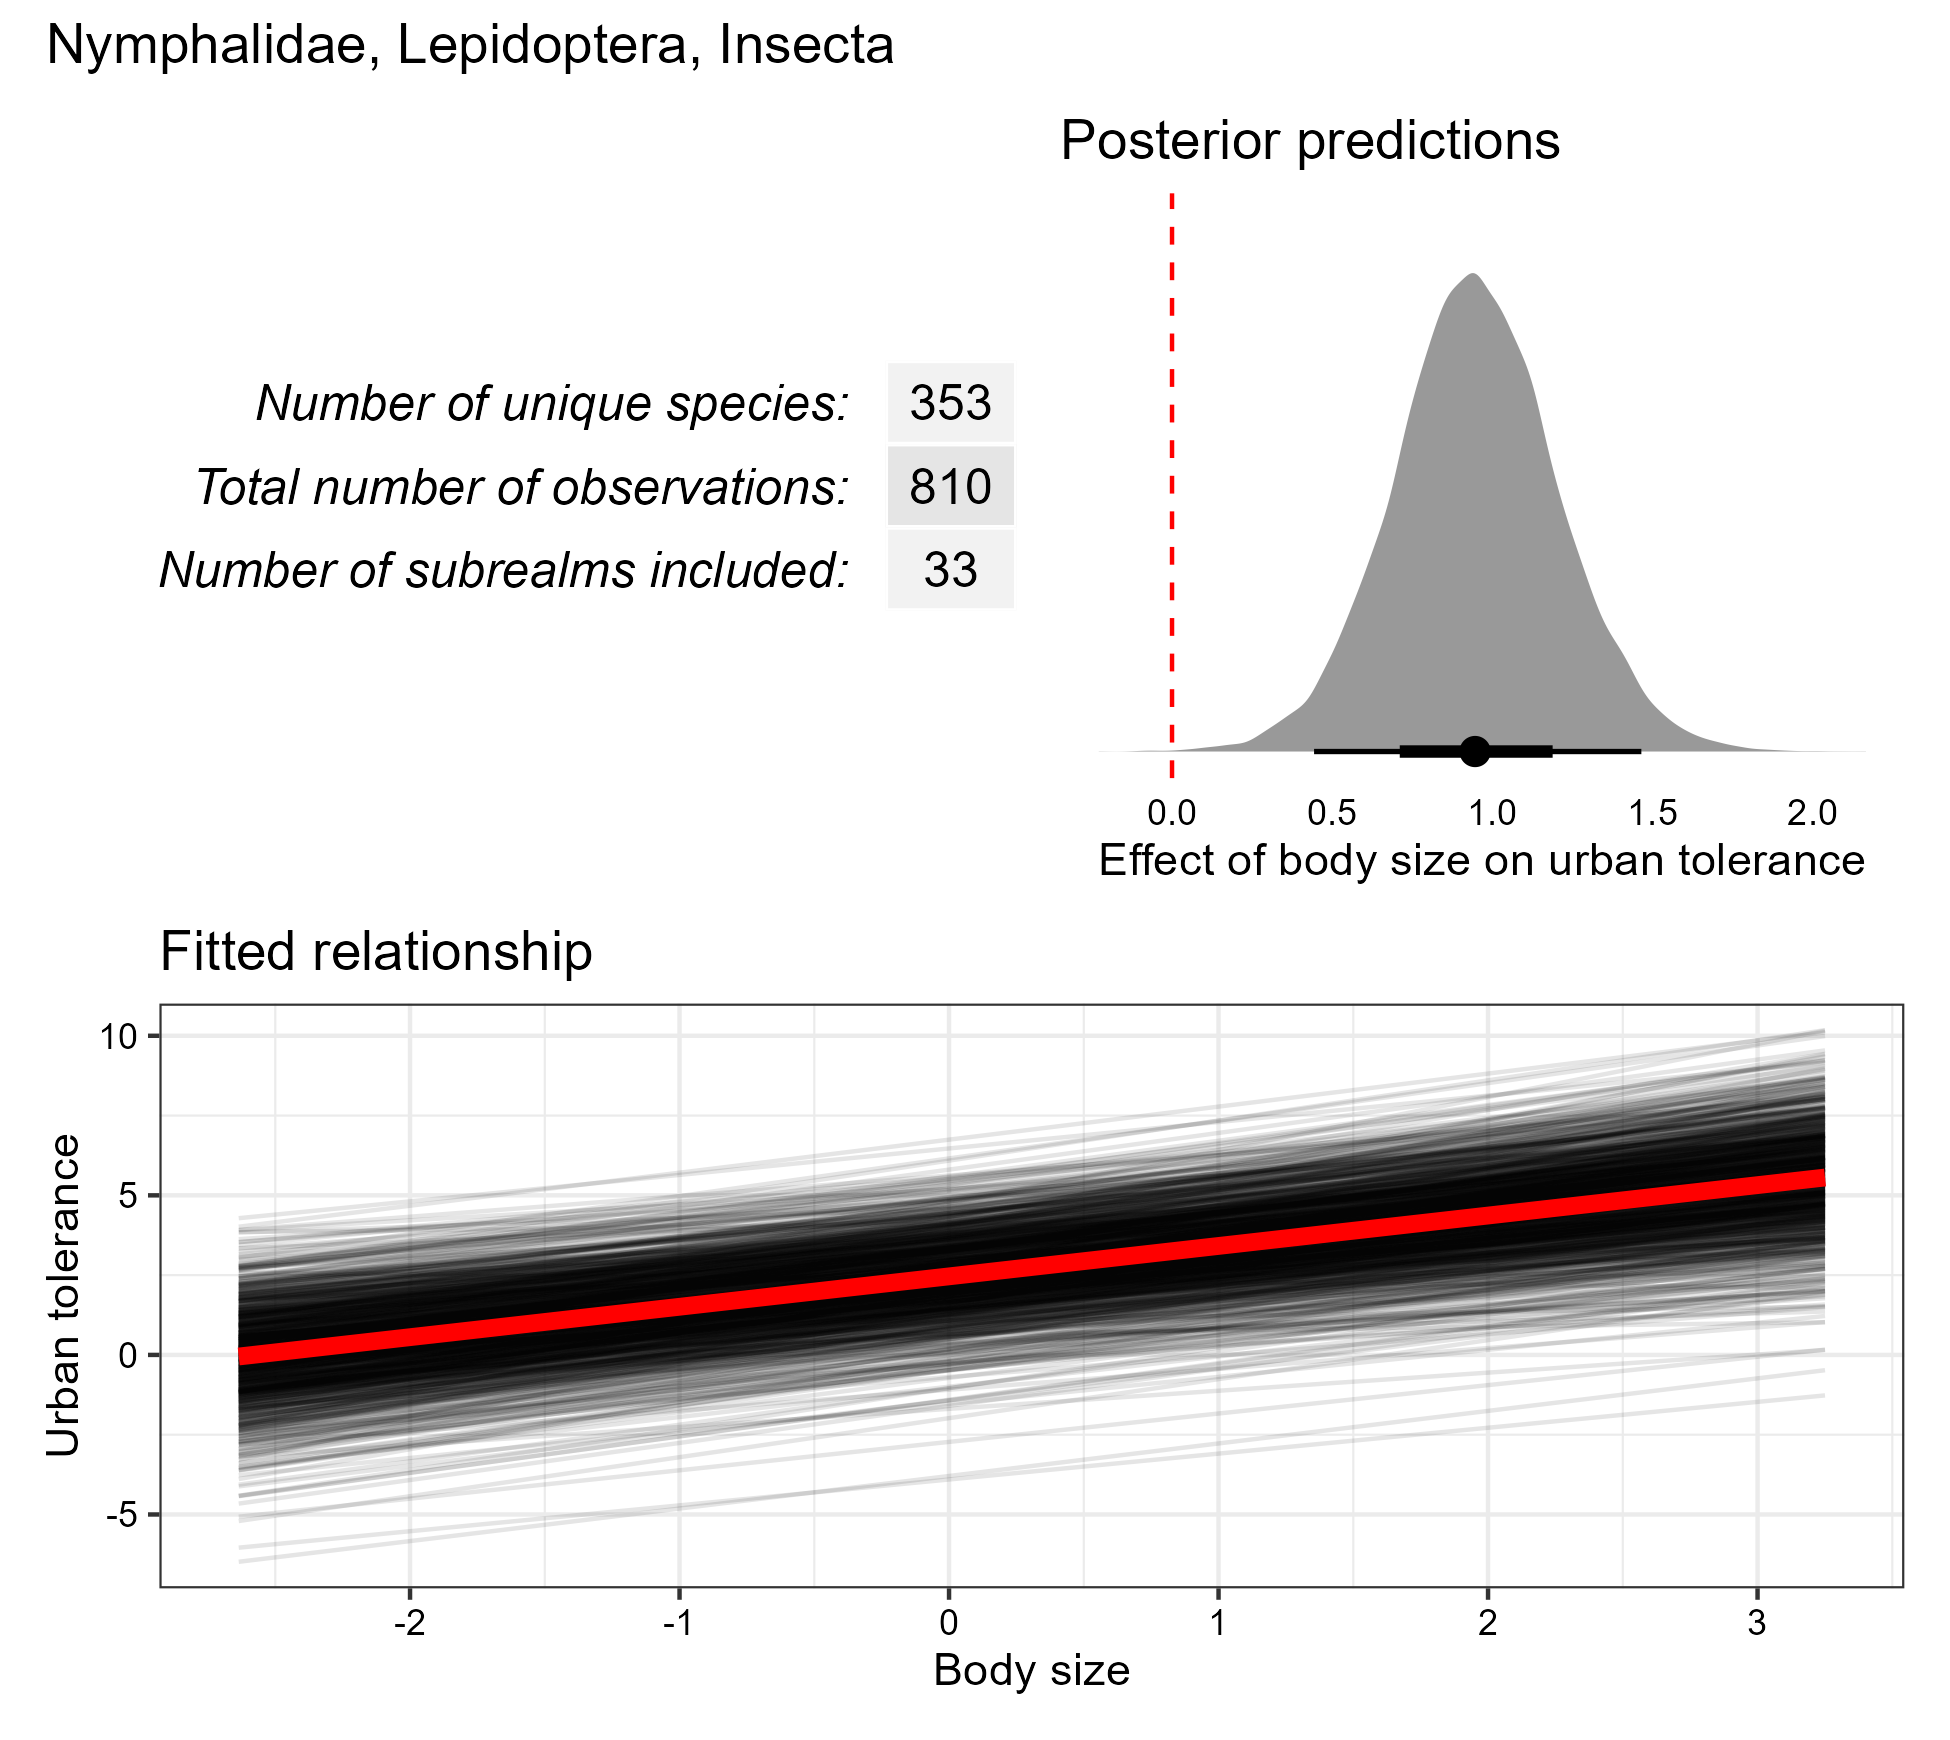 Nymphalidae, Lepidoptera, Insecta
Posterior predictions
Number of unique species: 353
Total number of observations: 810
Number of subrealms included: 33
0.0 0.5 1.0 1.5 2.0
Effect of body size on urban tolerance
Fitted relationship
Urban tolerance
10
5
0
-5
-2 -1 0 1 2 3
Body size